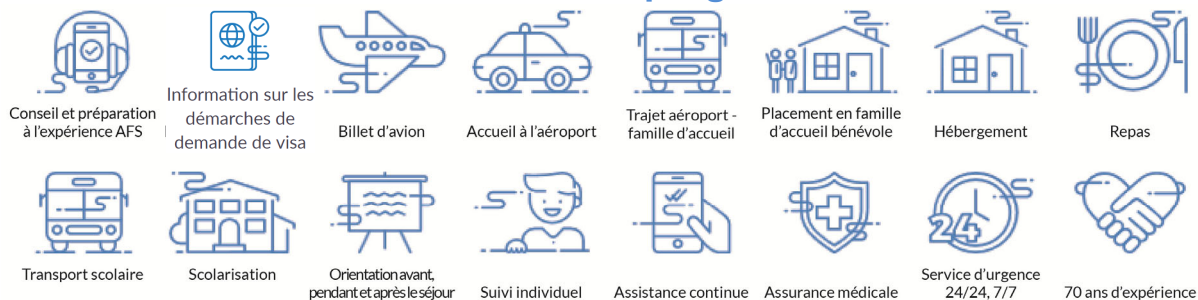 Conseil et préparation
à l'expérience AFS
Information sur les
démarches de
demande de visa
Billet d'avion
Accueil à l'aéroport
Trajet aéroport -
famille d'accueil
Placement en famille
d'accueil bénévole
Hébergement
Repas
Transport scolaire
Scolarisation
Orientation avant,
pendant et après le séjour
Suivi individuel
Assistance continue
Assurance médicale
24
Service d'urgence
24/24, 7/7
70 ans d'expérience